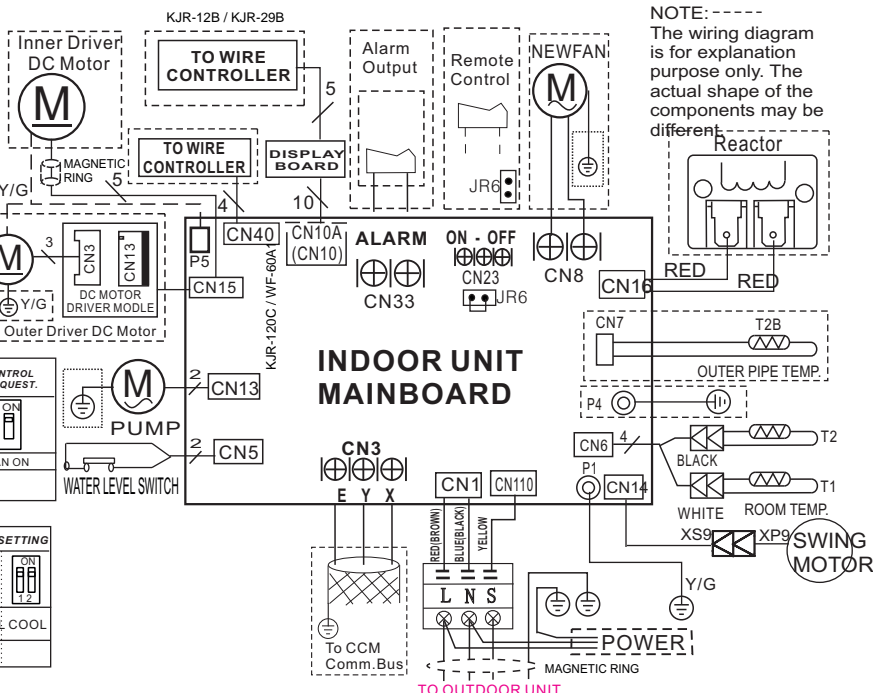 KJR-12B / KJR-29B
NOTE:-----
The wiring diagram
is for explanation
purpose only. The
actual shape of the
components may be
different.
Inner Driver
DC Motor
M
MAGNETIC
RING
5
Y/G
TO WIRE
CONTROLLER
5
TO WIRE
CONTROLLER
4
DISPLAY
BOARD
10
Alarm
Output
Remote
Control
JR6
NEWFAN
M
Reactor
RED
RED
M
3
CN3
CN13
DC MOTOR
DRIVER MODLE
Y/G
Outer Driver DC Motor
P5
CN40
CN10A
(CN10)
ALARM
CN33
ON - OFF
CN23
JR6
CN8
CN16
CN15
KJR-120C / WF-60A1
INDOOR UNIT
MAINBOARD
CN7
T2B
OUTER PIPE TEMP.
P4
M
PUMP
2
CN13
WATER LEVEL SWITCH
2
CN5
CN3
E Y X
CN1
CN110
P1
CN6
4
CN14
BLACK
T2
WHITE
T1
ROOM TEMP.
XS9
XP9
SWING
MOTOR
Y/G
RED(BROWN)
BLUE(BLACK)
YELLOW
L N S
To CCM
Comm.Bus
POWER
MAGNETIC RING
TO OUTDOOR UNIT
NTROL
QUEST.
ON
N ON
SETTING
ON
1 2
COOL